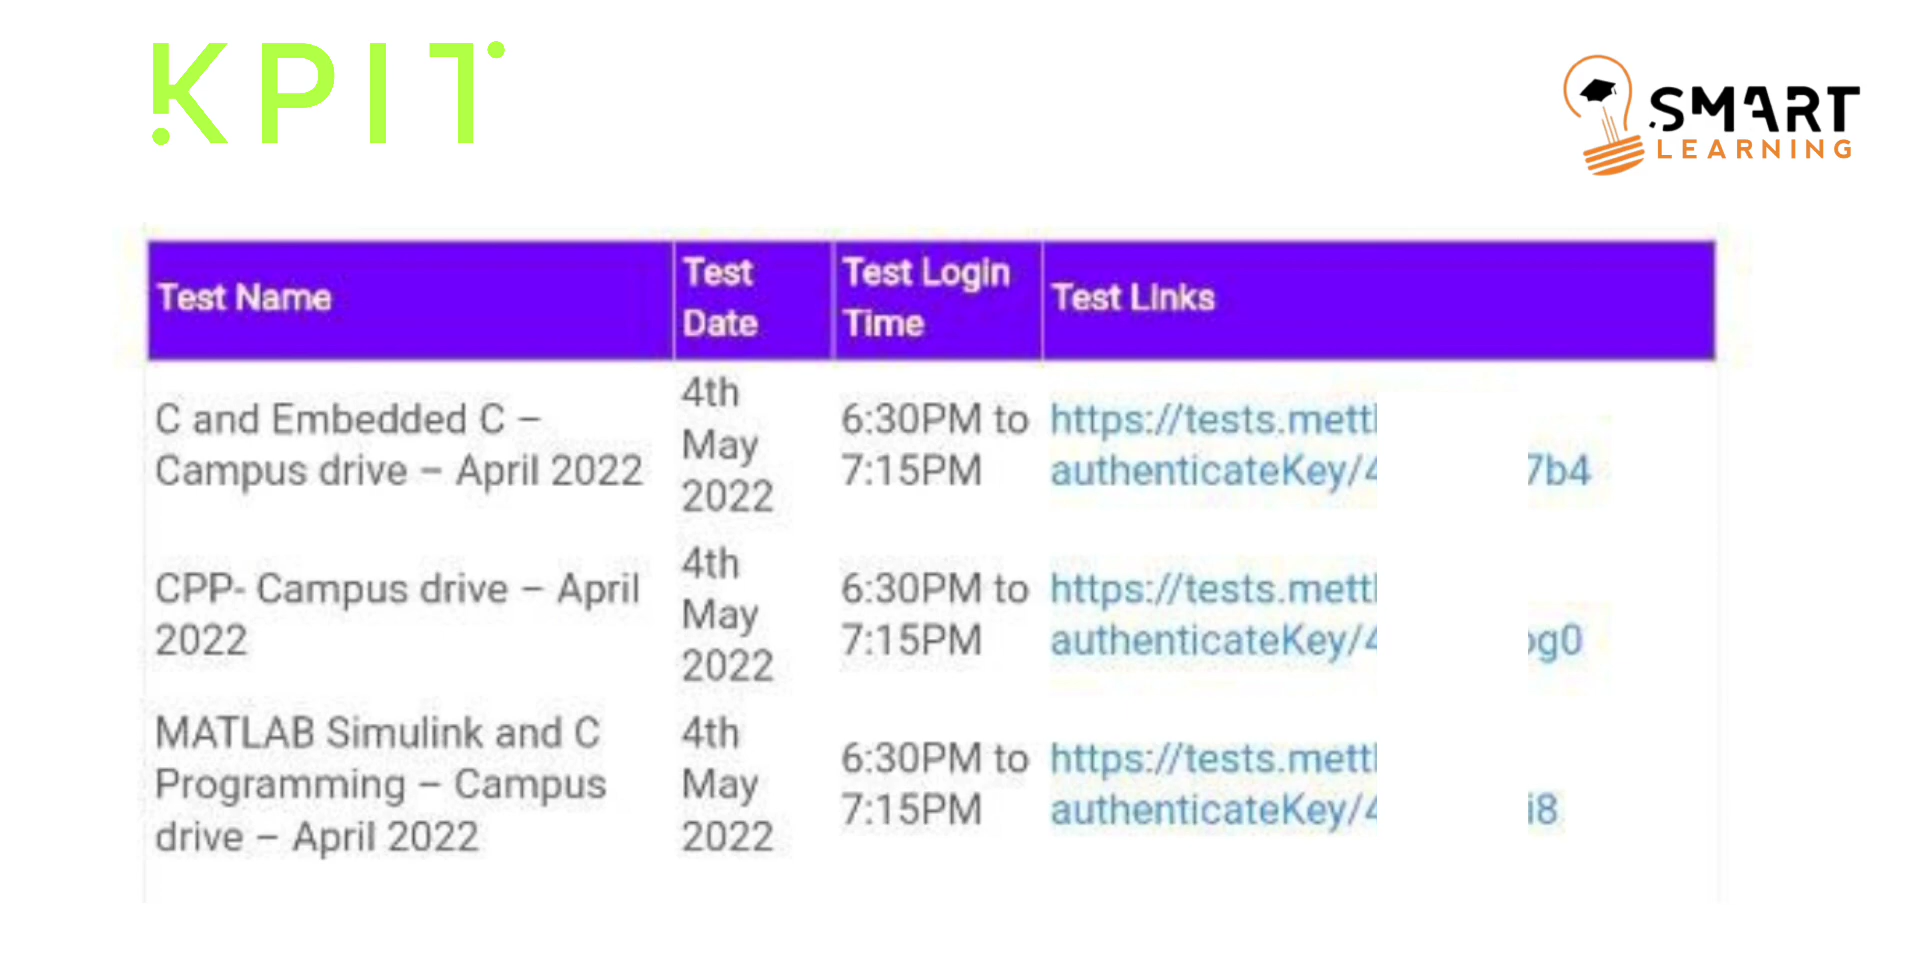 KPIT
SMART
LEARNING
Test Name
Test
Date
Test Login
Time
Test Links
C and Embedded C –
Campus drive – April 2022
4th
May
2022
6:30PM to
7:15PM
https://tests.mettl
authenticateKey/4 7b4
CPP- Campus drive – April
2022
4th
May
2022
6:30PM to
7:15PM
https://tests.mettl
authenticateKey/4 g0
MATLAB Simulink and C
Programming – Campus
drive – April 2022
4th
May
2022
6:30PM to
7:15PM
https://tests.mettl
authenticateKey/4 i8